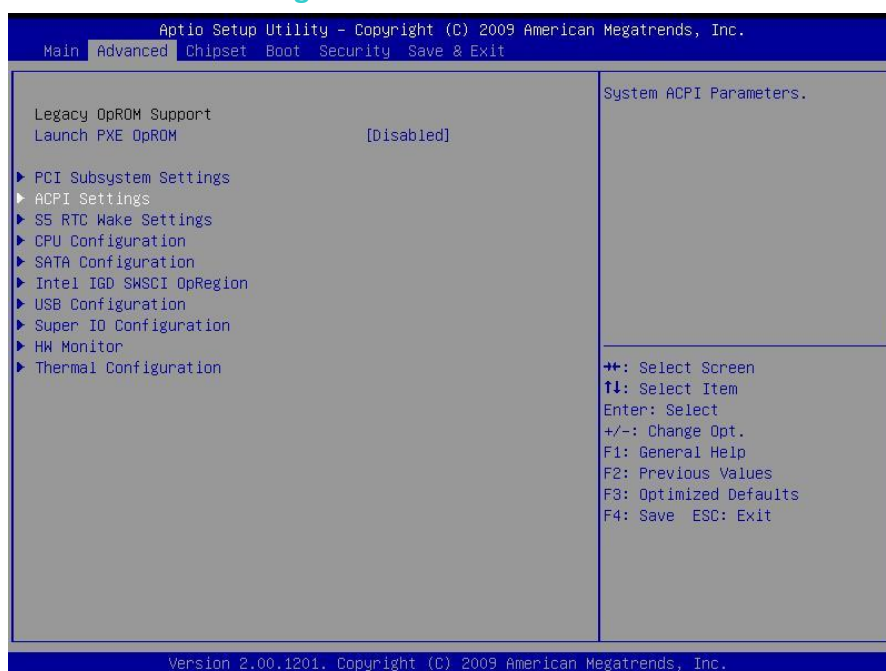 Aptio Setup Utility – Copyright (C) 2009 American Megatrends, Inc.
Main Advanced Chipset Boot Security Save & Exit
Legacy OpROM Support
Launch PXE OpROM [Disabled]
PCI Subsystem Settings
ACPI Settings
S5 RTC Wake Settings
CPU Configuration
SATA Configuration
Intel IGD SWSCI OpRegion
USB Configuration
Super IO Configuration
HW Monitor
Thermal Configuration
System ACPI Parameters.
→←: Select Screen
↑↓: Select Item
Enter: Select
+/-: Change Opt.
F1: General Help
F2: Previous Values
F3: Optimized Defaults
F4: Save ESC: Exit
Version 2.00.1201. Copyright (C) 2009 American Megatrends, Inc.